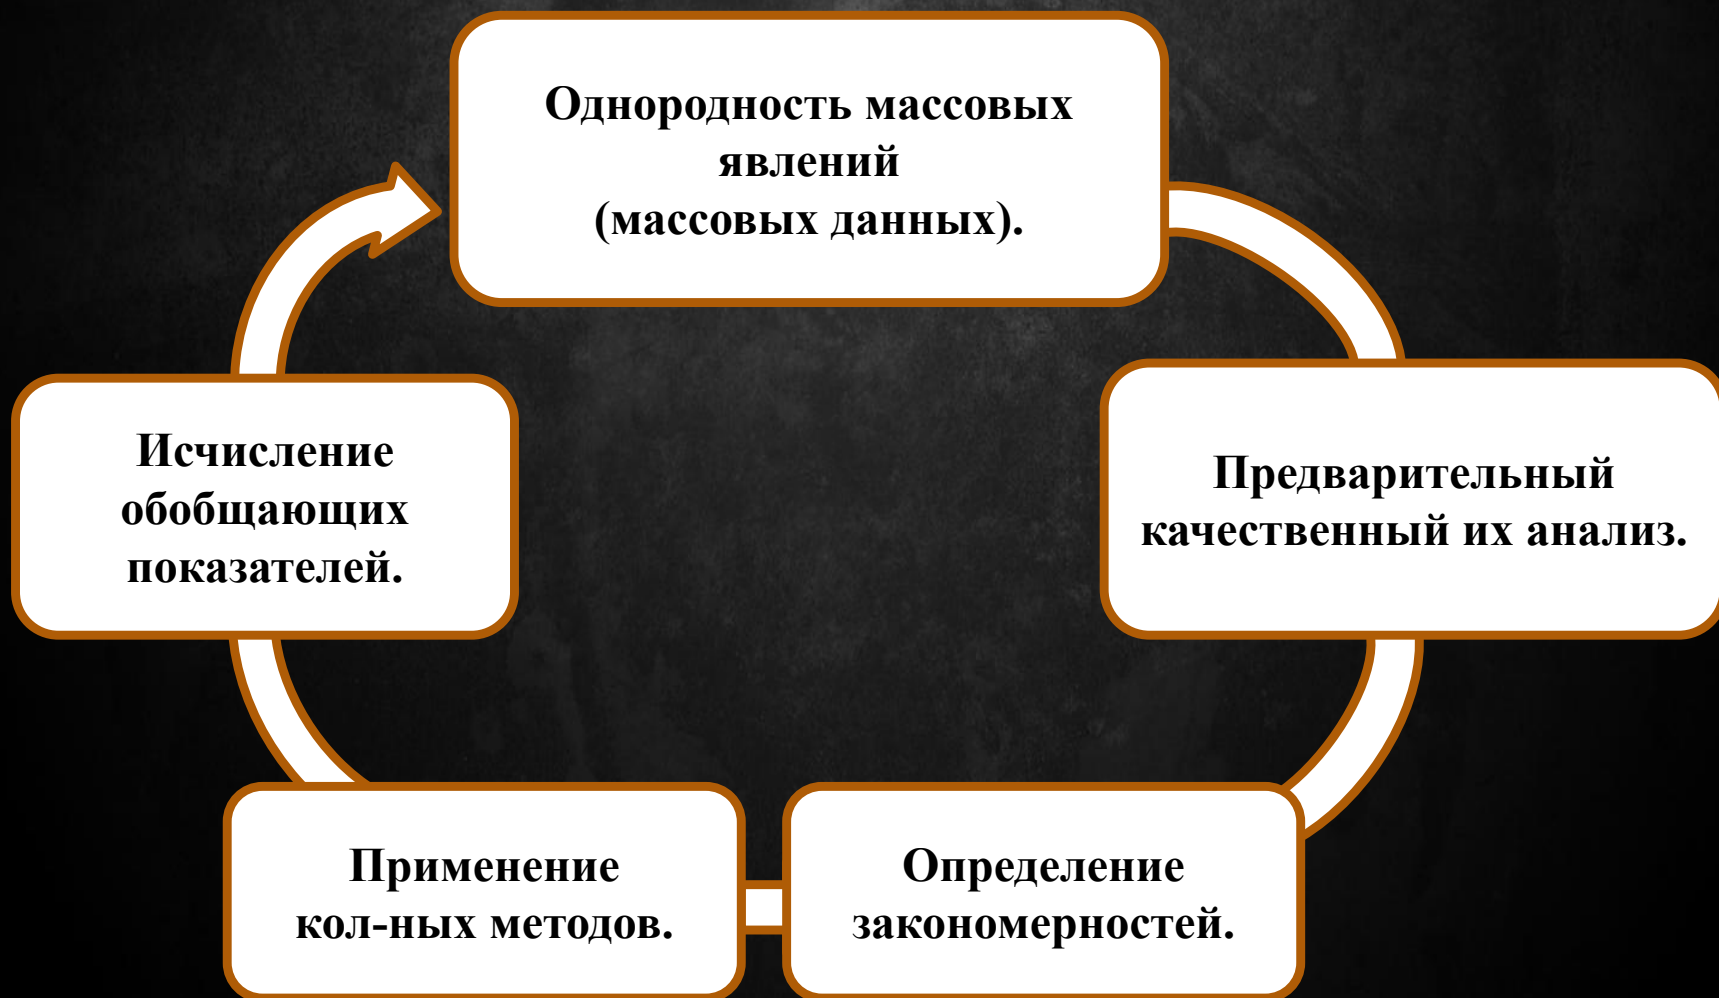 Однородность массовых
явлений
(массовых данных).
Предварительный
качественный их анализ.
Определение
закономерностей.
Применение
кол-ных методов.
Исчисление
обобщающих
показателей.